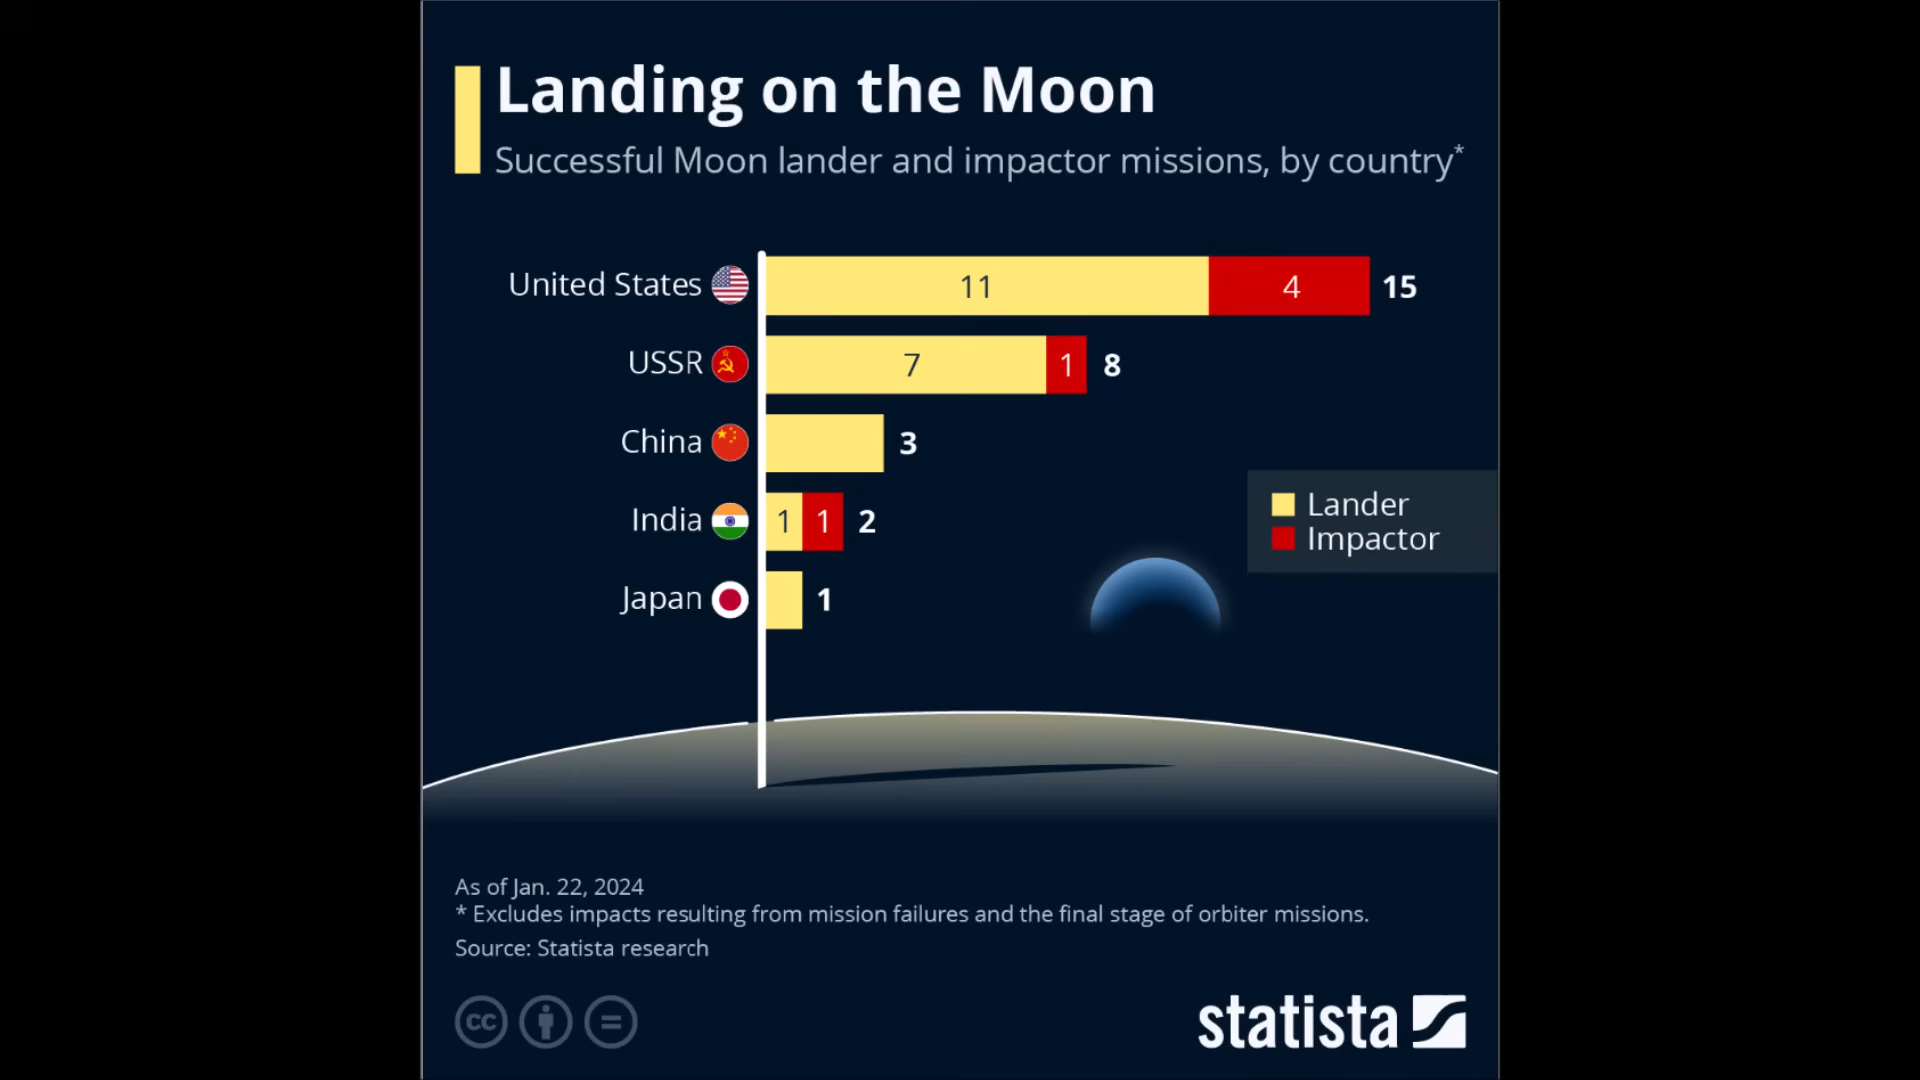 Landing on the Moon
Successful Moon lander and impactor missions, by country*
United States 11 4 15
USSR 7 1 8
China 3
India 1 1 2
Lander
Impactor
Japan 1
As of Jan. 22, 2024
* Excludes impacts resulting from mission failures and the final stage of orbiter missions.
Source: Statista research
cc =
statista